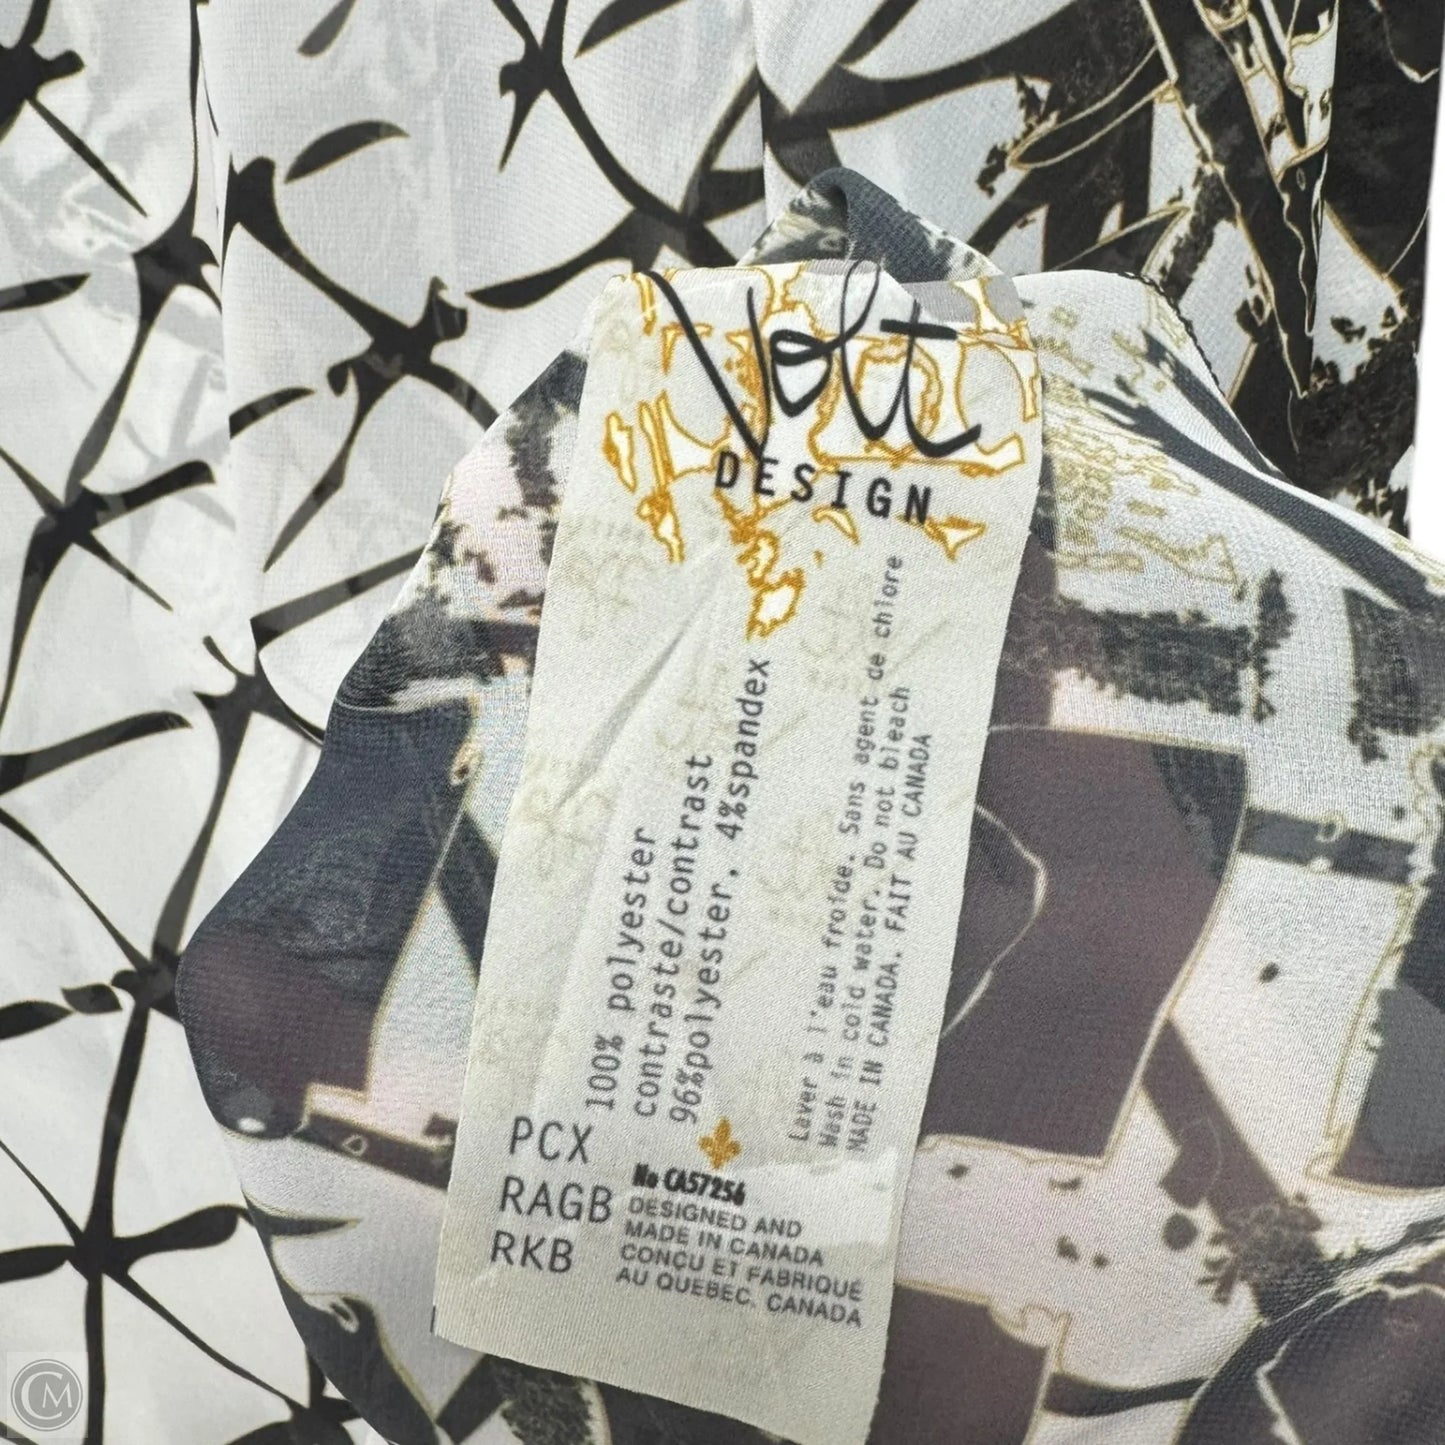 Volt
DESIGN
100% polyester
contraste/contrast
96%polyester, 4%spandex
Laver à l'eau froide. Sans agent de chlore
Wash in cold water. Do not bleach
MADE IN CANADA. FAIT AU CANADA
PCX
RAGB
RKB
No CA57256
DESIGNED AND
MADE IN CANADA
CONÇU ET FABRIQUÉ
AU QUEBEC, CANADA
CM